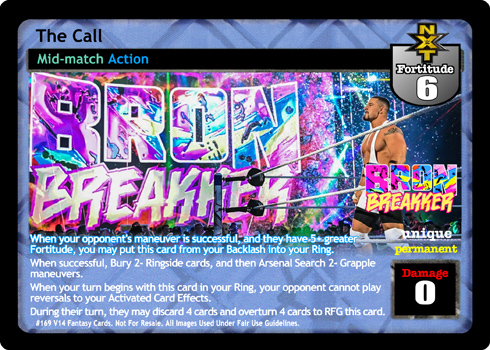 The Call
Mid-match Action
NXT
Fortitude
6
BRON
BREAKKER
BRON
BREAKKER
unique
permanent
When your opponent's maneuver is successful, and they have 5+ greater
Fortitude, you may put this card from your Backlash into your Ring.
When successful, Bury 2- Ringside cards, and then Arsenal Search 2- Grapple
maneuvers.
When your turn begins with this card in your Ring, your opponent cannot play
reversals to your Activated Card Effects.
During their turn, they may discard 4 cards and overturn 4 cards to RFG this card.
#169 V14 Fantasy Cards. Not For Resale. All Images Used Under Fair Use Guidelines.
Damage
0